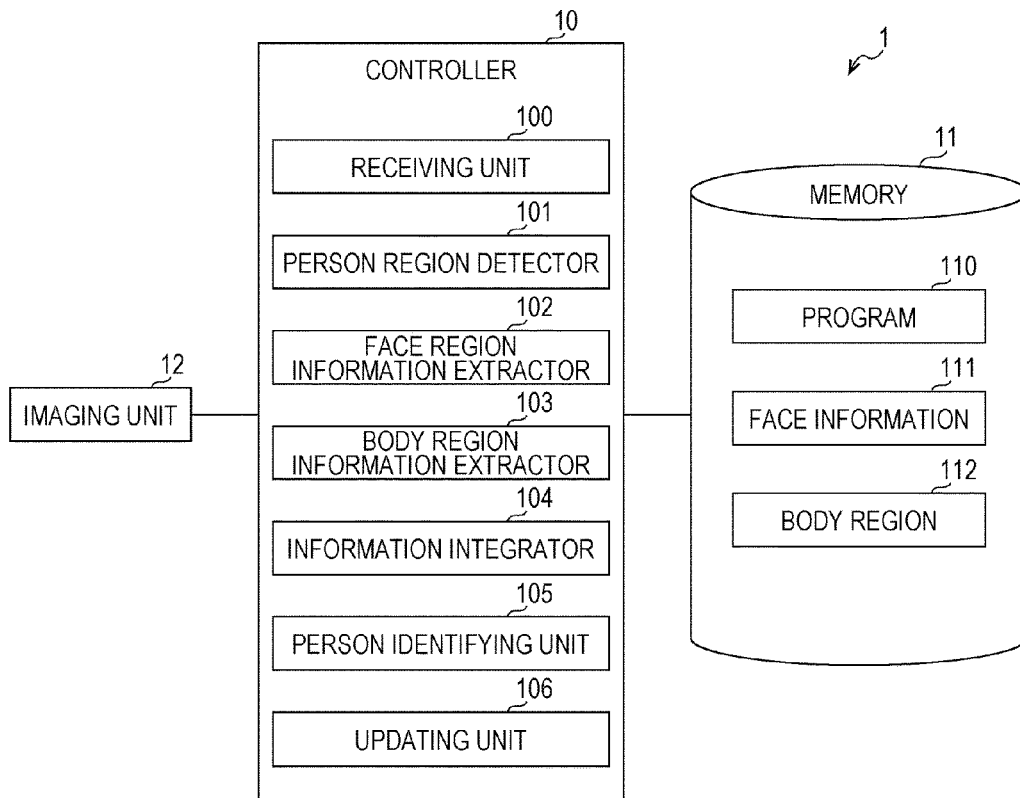 10
1
CONTROLLER
100
RECEIVING UNIT
11
MEMORY
101
PERSON REGION DETECTOR
110
PROGRAM
102
FACE REGION
INFORMATION EXTRACTOR
12
IMAGING UNIT
111
FACE INFORMATION
103
BODY REGION
INFORMATION EXTRACTOR
112
BODY REGION
104
INFORMATION INTEGRATOR
105
PERSON IDENTIFYING UNIT
106
UPDATING UNIT